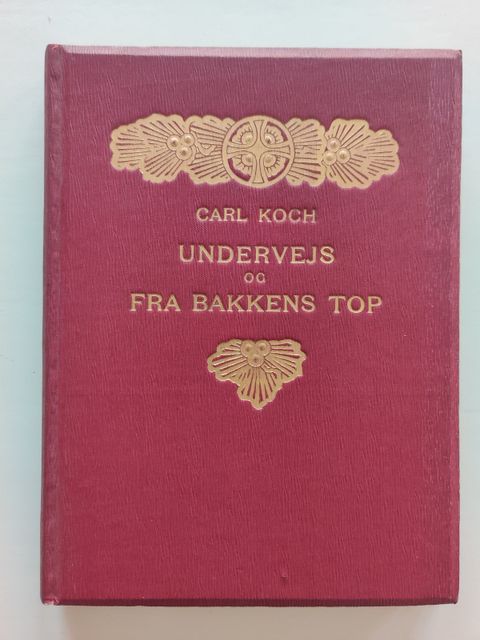 CARL KOCH
UNDERVEJS
OG
FRA BAKKENS TOP